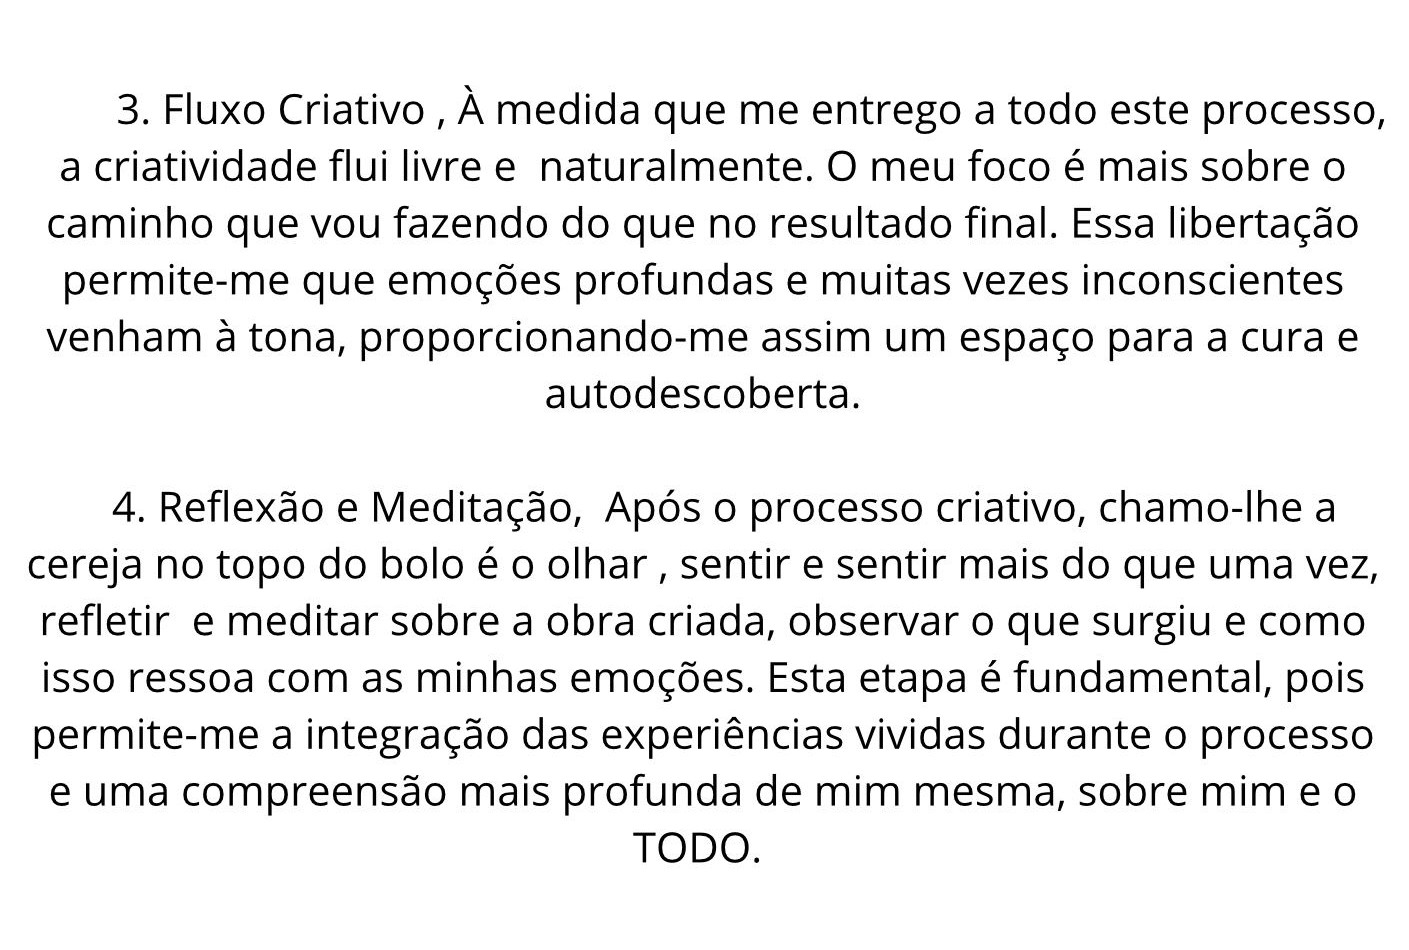 3. Fluxo Criativo , À medida que me entrego a todo este processo,
a criatividade flui livre e  naturalmente. O meu foco é mais sobre o
caminho que vou fazendo do que no resultado final. Essa libertação
permite-me que emoções profundas e muitas vezes inconscientes
venham à tona, proporcionando-me assim um espaço para a cura e
autodescoberta.
4. Reflexão e Meditação,  Após o processo criativo, chamo-lhe a
cereja no topo do bolo é o olhar , sentir e sentir mais do que uma vez,
refletir  e meditar sobre a obra criada, observar o que surgiu e como
isso ressoa com as minhas emoções. Esta etapa é fundamental, pois
permite-me a integração das experiências vividas durante o processo
e uma compreensão mais profunda de mim mesma, sobre mim e o
TODO.